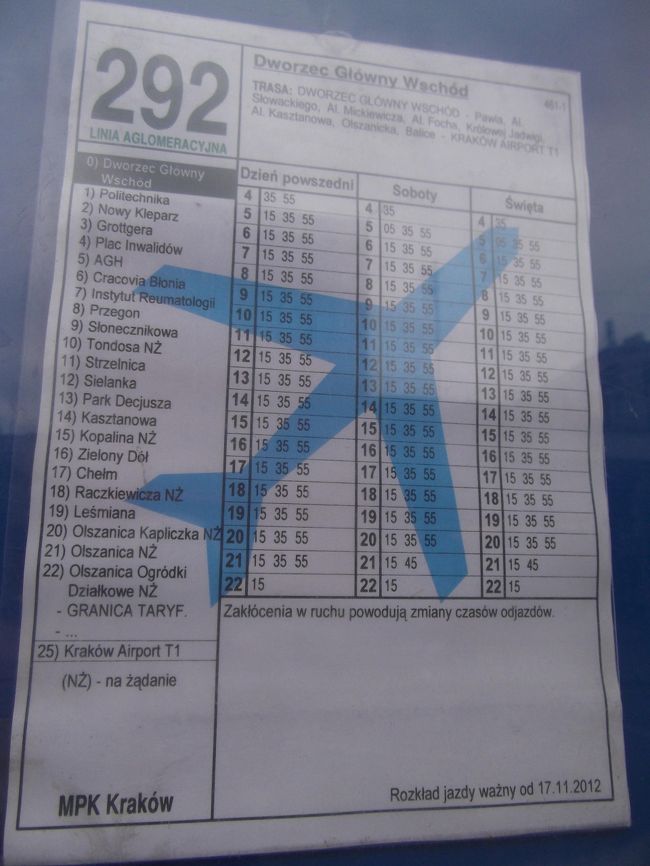 292
LINIA AGLOMERACYJNA
Dworzec Główny Wschód
461-1
TRASA: DWORZEC GŁÓWNY WSCHÓD - Pawia, Al.
Słowackiego, Al. Mickiewicza, Al. Focha, Królowej Jadwigi,
Al. Kasztanowa, Olszanicka, Balice - KRAKÓW AIRPORT T1
0) Dworzec Głowny
Wschód
1) Politechnika
2) Nowy Kleparz
3) Grottgera
4) Plac Inwalidów
5) AGH
6) Cracovia Błonia
7) Instytut Reumatologii
8) Przegon
9) Słonecznikowa
10) Tondosa NŻ
11) Strzelnica
12) Sielanka
13) Park Decjusza
14) Kasztanowa
15) Kopalina NŻ
16) Zielony Dół
17) Chełm
18) Raczkiewicza NŻ
19) Leśmiana
20) Olszanica Kapliczka NŻ
21) Olszanica NŻ
22) Olszanica Ogródki
Działkowe NŻ
- GRANICA TARYF.
- ...
25) Kraków Airport T1
(NŻ) - na żądanie
MPK Kraków
Dzień powszedni
4 35 55
5 15 35 55
6 15 35 55
7 15 35 55
8 15 35 55
9 15 35 55
10 15 35 55
11 15 35 55
12 15 35 55
13 15 35 55
14 15 35 55
15 15 35 55
16 15 35 55
17 15 35 55
18 15 35 55
19 15 35 55
20 15 35 55
21 15 35 55
22 15
Soboty
4 35
5 05 35 55
6 15 35 55
7 15 35 55
8 15 35 55
9 15 35 55
10 15 35 55
11 15 35 55
12 15 35 55
13 15 35 55
14 15 35 55
15 15 35 55
16 15 35 55
17 15 35 55
18 15 35 55
19 15 35 55
20 15 35 55
21 15 45
22 15
Święta
4 35
5 05 35 55
6 15 35 55
7 15 35 55
8 15 35 55
9 15 35 55
10 15 35 55
11 15 35 55
12 15 35 55
13 15 35 55
14 15 35 55
15 15 35 55
16 15 35 55
17 15 35 55
18 15 35 55
19 15 35 55
20 15 35 55
21 15 45
22 15
Zakłócenia w ruchu powodują zmiany czasów odjazdów.
Rozkład jazdy ważny od 17.11.2012